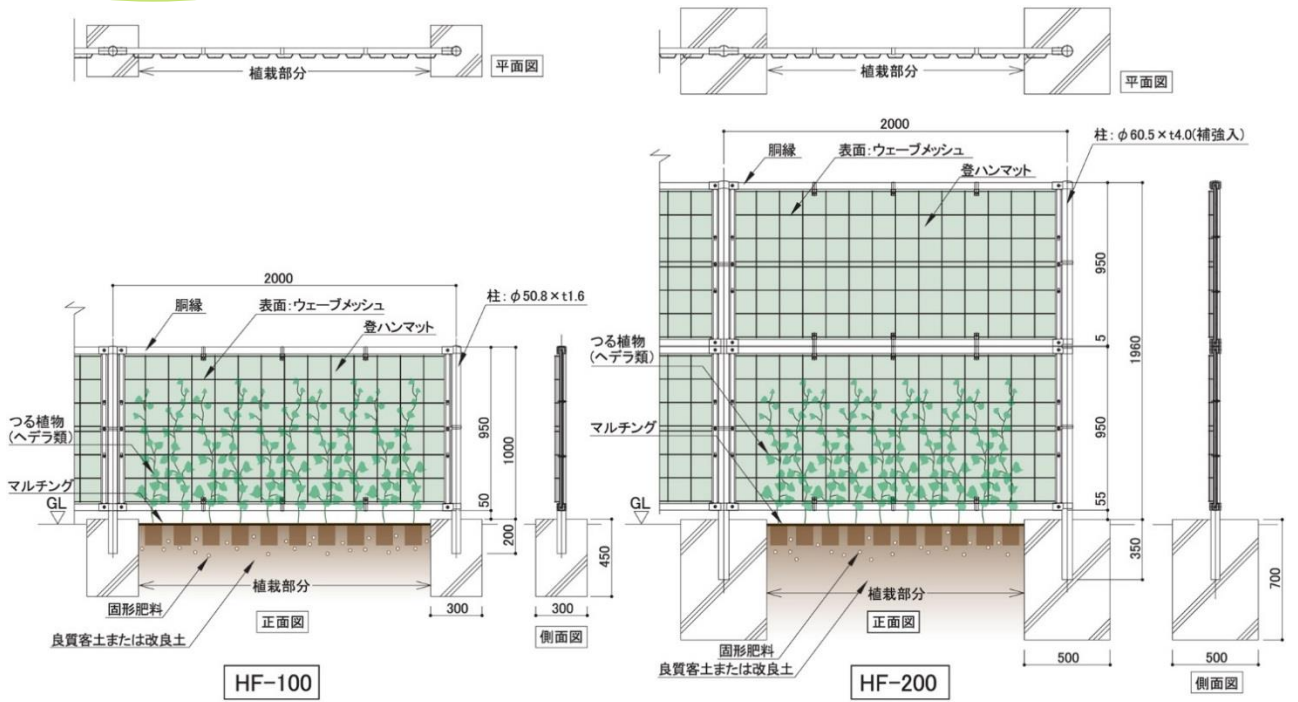 植栽部分
平面図
2000
柱：φ50.8×t1.6
胴縁
表面：ウェーブメッシュ
登ハンマット
つる植物
(ヘデラ類)
マルチング
GL
950
1000
50
200
450
植栽部分
固形肥料
良質客土または改良土
正面図
300
300
側面図
HF-100
植栽部分
平面図
2000
柱：φ60.5×t4.0(補強入)
胴縁
表面：ウェーブメッシュ
登ハンマット
つる植物
(ヘデラ類)
マルチング
GL
950
5
1960
950
55
350
700
植栽部分
固形肥料
良質客土または改良土
正面図
500
500
側面図
HF-200